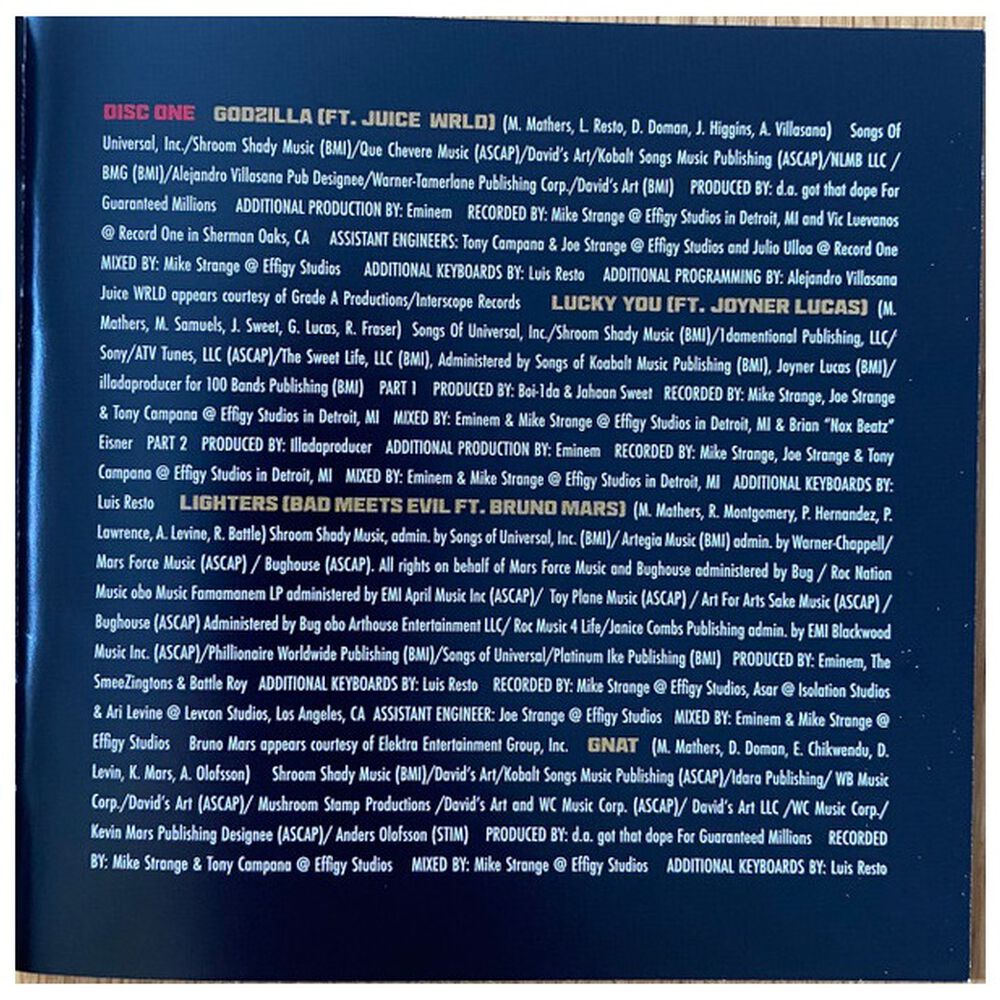 DISC ONE GODZILLA (FT. JUICE WRLD) (M. Mathers, L. Resto, D. Doman, J. Higgins, A. Villasana) Songs Of
Universal, Inc./Shroom Shady Music (BMI)/Que Chevere Music (ASCAP)/David's Art/Kobalt Songs Music Publishing (ASCAP)/NLMB LLC /
BMG (BMI)/Alejandro Villasana Pub Designee/Warner-Tamerlane Publishing Corp./David's Art (BMI) PRODUCED BY: d.a. got that dope For
Guaranteed Millions ADDITIONAL PRODUCTION BY: Eminem RECORDED BY: Mike Strange @ Effigy Studios in Detroit, MI and Vic Luevanos
@ Record One in Sherman Oaks, CA ASSISTANT ENGINEERS: Tony Campana & Joe Strange @ Effigy Studios and Julio Ulloa @ Record One
MIXED BY: Mike Strange @ Effigy Studios ADDITIONAL KEYBOARDS BY: Luis Resto ADDITIONAL PROGRAMMING BY: Alejandro Villasana
Juice WRLD appears courtesy of Grade A Productions/Interscope Records LUCKY YOU (FT. JOYNER LUCAS) (M.
Mathers, M. Samuels, J. Sweet, G. Lucas, R. Fraser) Songs Of Universal, Inc./Shroom Shady Music (BMI)/1damentional Publishing, LLC/
Sony/ATV Tunes, LLC (ASCAP)/The Sweet Life, LLC (BMI), Administered by Songs of Koabalt Music Publishing (BMI), Joyner Lucas (BMI)/
illadaproducer for 100 Bands Publishing (BMI) PART 1 PRODUCED BY: Boi-1da & Jahaan Sweet RECORDED BY: Mike Strange, Joe Strange
& Tony Campana @ Effigy Studios in Detroit, MI MIXED BY: Eminem & Mike Strange @ Effigy Studios in Detroit, MI & Brian "Nox Beatz"
Eisner PART 2 PRODUCED BY: Illadaproducer ADDITIONAL PRODUCTION BY: Eminem RECORDED BY: Mike Strange, Joe Strange & Tony
Campana @ Effigy Studios in Detroit, MI MIXED BY: Eminem & Mike Strange @ Effigy Studios in Detroit, MI ADDITIONAL KEYBOARDS BY:
Luis Resto LIGHTERS (BAD MEETS EVIL FT. BRUNO MARS) (M. Mathers, R. Montgomery, P. Hernandez, P.
Lawrence, A. Levine, R. Battle) Shroom Shady Music, admin. by Songs of Universal, Inc. (BMI)/ Artegia Music (BMI) admin. by Warner-Chappell/
Mars Force Music (ASCAP) / Bughouse (ASCAP). All rights on behalf of Mars Force Music and Bughouse administered by Bug / Roc Nation
Music obo Music Famamanem LP administered by EMI April Music Inc (ASCAP)/ Toy Plane Music (ASCAP) / Art For Arts Sake Music (ASCAP) /
Bughouse (ASCAP) Administered by Bug obo Arthouse Entertainment LLC/ Roc Music 4 Life/Janice Combs Publishing admin. by EMI Blackwood
Music Inc. (ASCAP)/Phillionaire Worldwide Publishing (BMI)/Songs of Universal/Platinum Ike Publishing (BMI) PRODUCED BY: Eminem, The
SmeeZingtons & Battle Roy ADDITIONAL KEYBOARDS BY: Luis Resto RECORDED BY: Mike Strange @ Effigy Studios, Asar @ Isolation Studios
& Ari Levine @ Levcon Studios, Los Angeles, CA ASSISTANT ENGINEER: Joe Strange @ Effigy Studios MIXED BY: Eminem & Mike Strange @
Effigy Studios Bruno Mars appears courtesy of Elektra Entertainment Group, Inc. GNAT (M. Mathers, D. Doman, E. Chikwendu, D.
Levin, K. Mars, A. Olofsson) Shroom Shady Music (BMI)/David's Art/Kobalt Songs Music Publishing (ASCAP)/Idara Publishing/ WB Music
Corp./David's Art (ASCAP)/ Mushroom Stamp Productions /David's Art and WC Music Corp. (ASCAP)/ David's Art LLC /WC Music Corp./
Kevin Mars Publishing Designee (ASCAP)/ Anders Olofsson (STIM) PRODUCED BY: d.a. got that dope For Guaranteed Millions RECORDED
BY: Mike Strange & Tony Campana @ Effigy Studios MIXED BY: Mike Strange @ Effigy Studios ADDITIONAL KEYBOARDS BY: Luis Resto